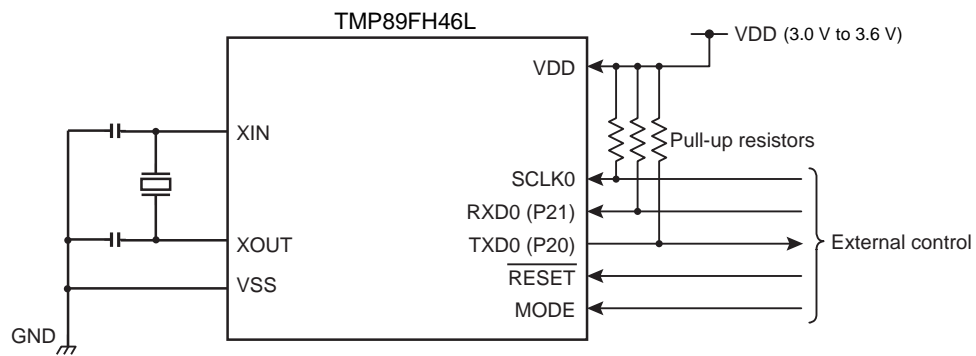 TMP89FH46L
VDD (3.0 V to 3.6 V)
VDD
XIN
Pull-up resistors
SCLK0
RXD0 (P21)
XOUT
TXD0 (P20)
External control
RESET
VSS
MODE
GND